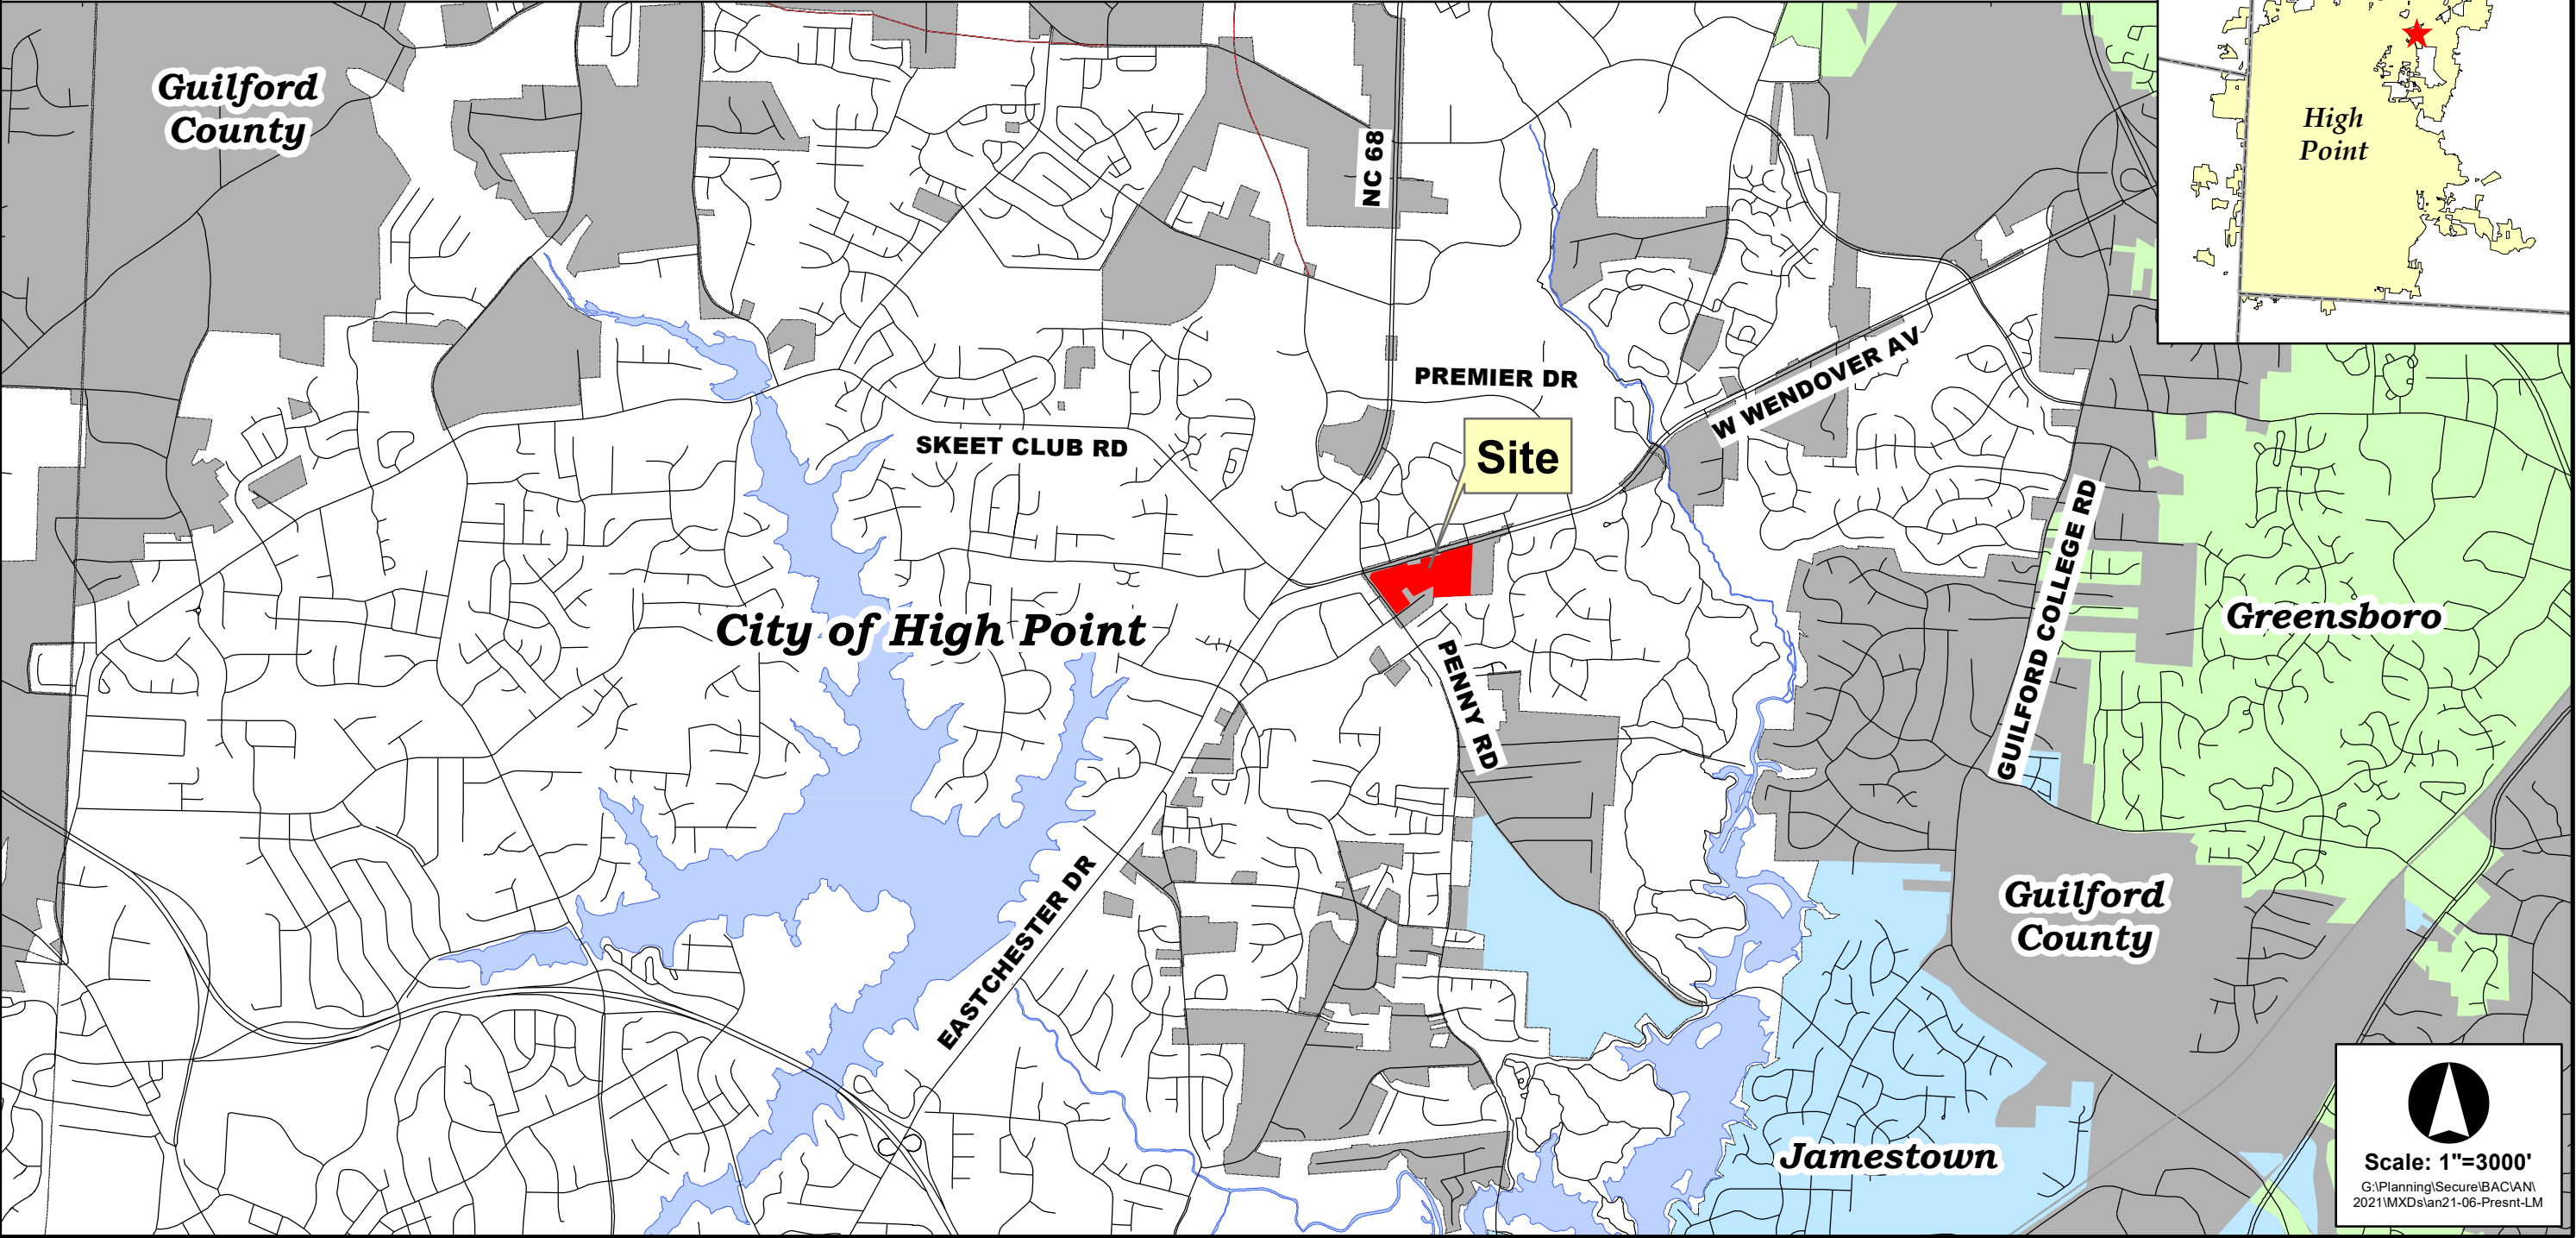 Guilford
County
High
Point
NC 68
PREMIER DR
W WENDOVER AV
SKEET CLUB RD
Site
GUILFORD COLLEGE RD
City of High Point
Greensboro
PENNY RD
EASTCHESTER DR
Guilford
County
Jamestown
Scale: 1"=3000'
G:\Planning\Secure\BAC\AN\
2021\MXDs\an21-06-Presnt-LM